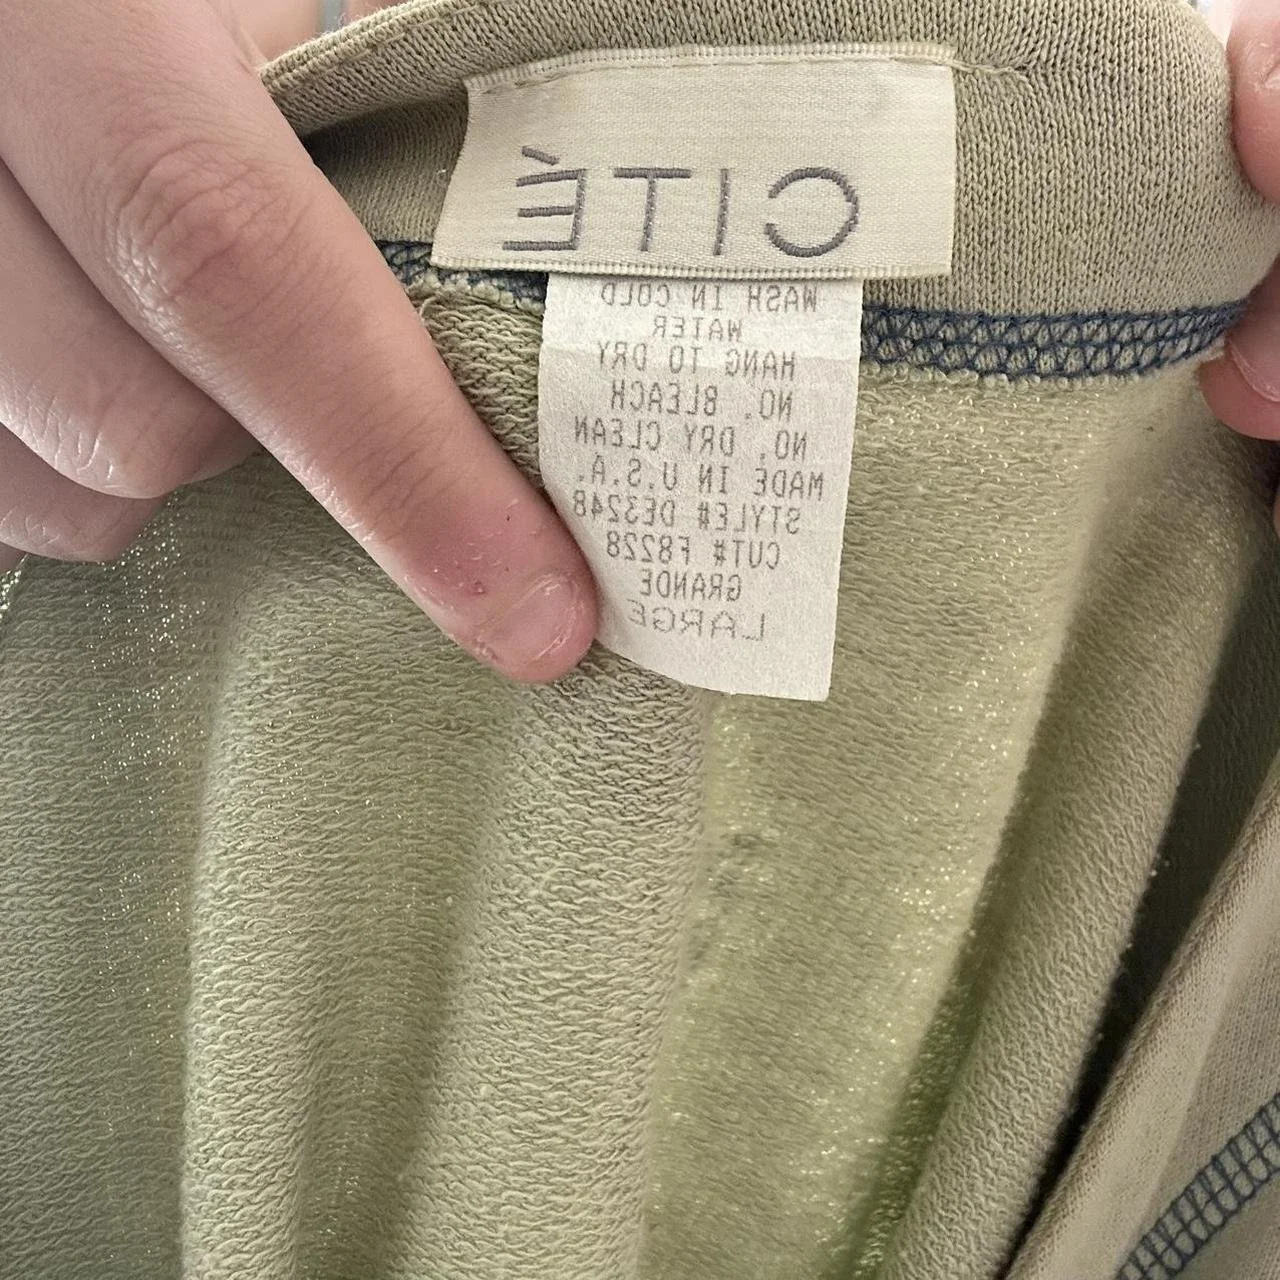 CITÉ
WASH IN COLD
WATER
HANG TO DRY
NO. BLEACH
NO. DRY CLEAN
MADE IN U.S.A.
STYLE# DE3248
CUT# F8228
GRANDE
LARGE